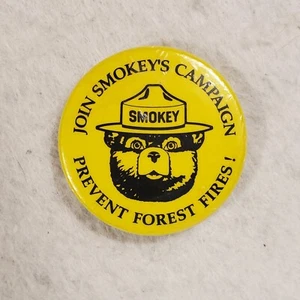 JOIN SMOKEY'S CAMPAIGN
SMOKEY
PREVENT FOREST FIRES!